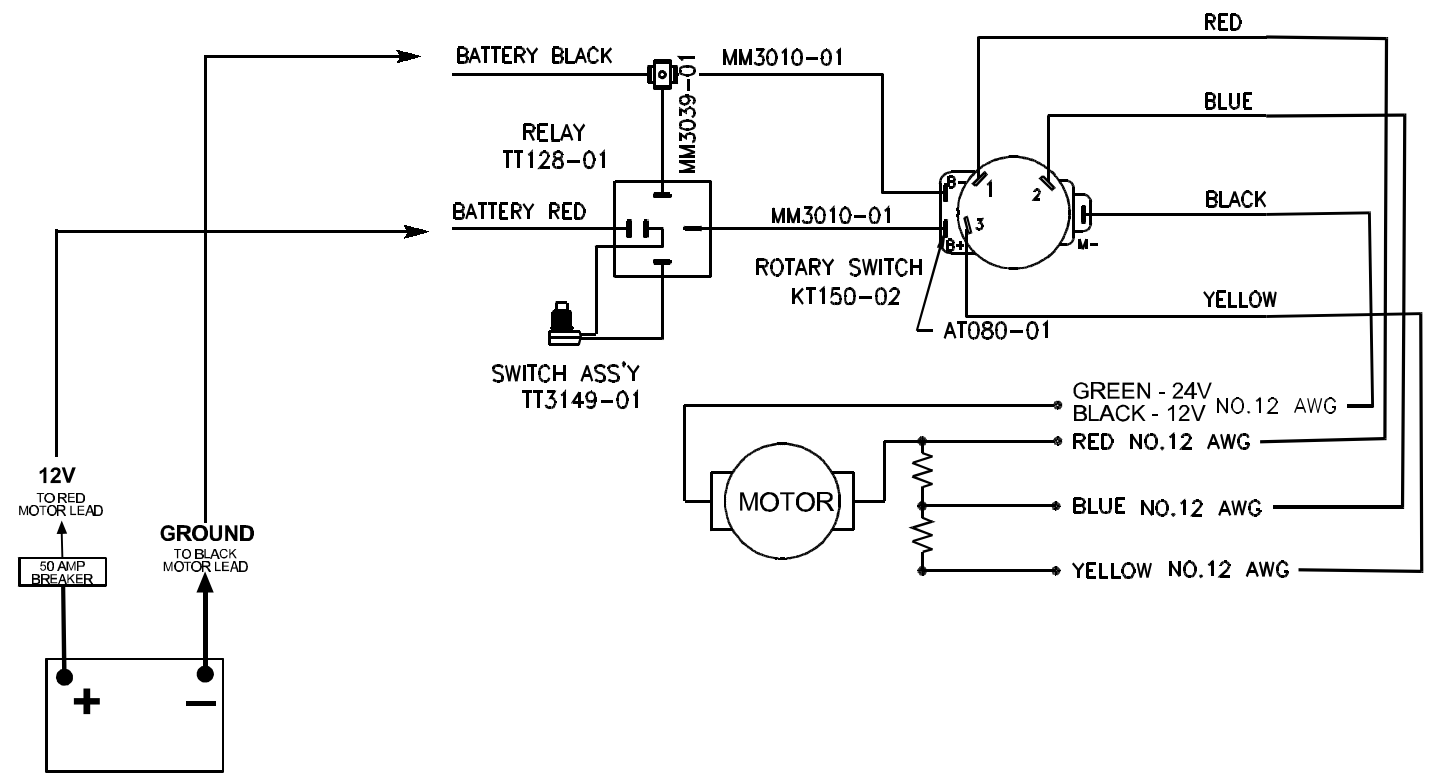 RED
BATTERY BLACK
MM3010-01
MM3039-01
BLUE
RELAY
TT128-01
B-
1
2
BATTERY RED
MM3010-01
3
BLACK
B+
M-
ROTARY SWITCH
KT150-02
YELLOW
AT080-01
SWITCH ASS'Y
TT3149-01
GREEN - 24V
BLACK - 12V
NO.12 AWG
RED NO.12 AWG
MOTOR
BLUE NO.12 AWG
YELLOW NO.12 AWG
12V
TO RED
MOTOR LEAD
50 AMP
BREAKER
GROUND
TO BLACK
MOTOR LEAD
+
−